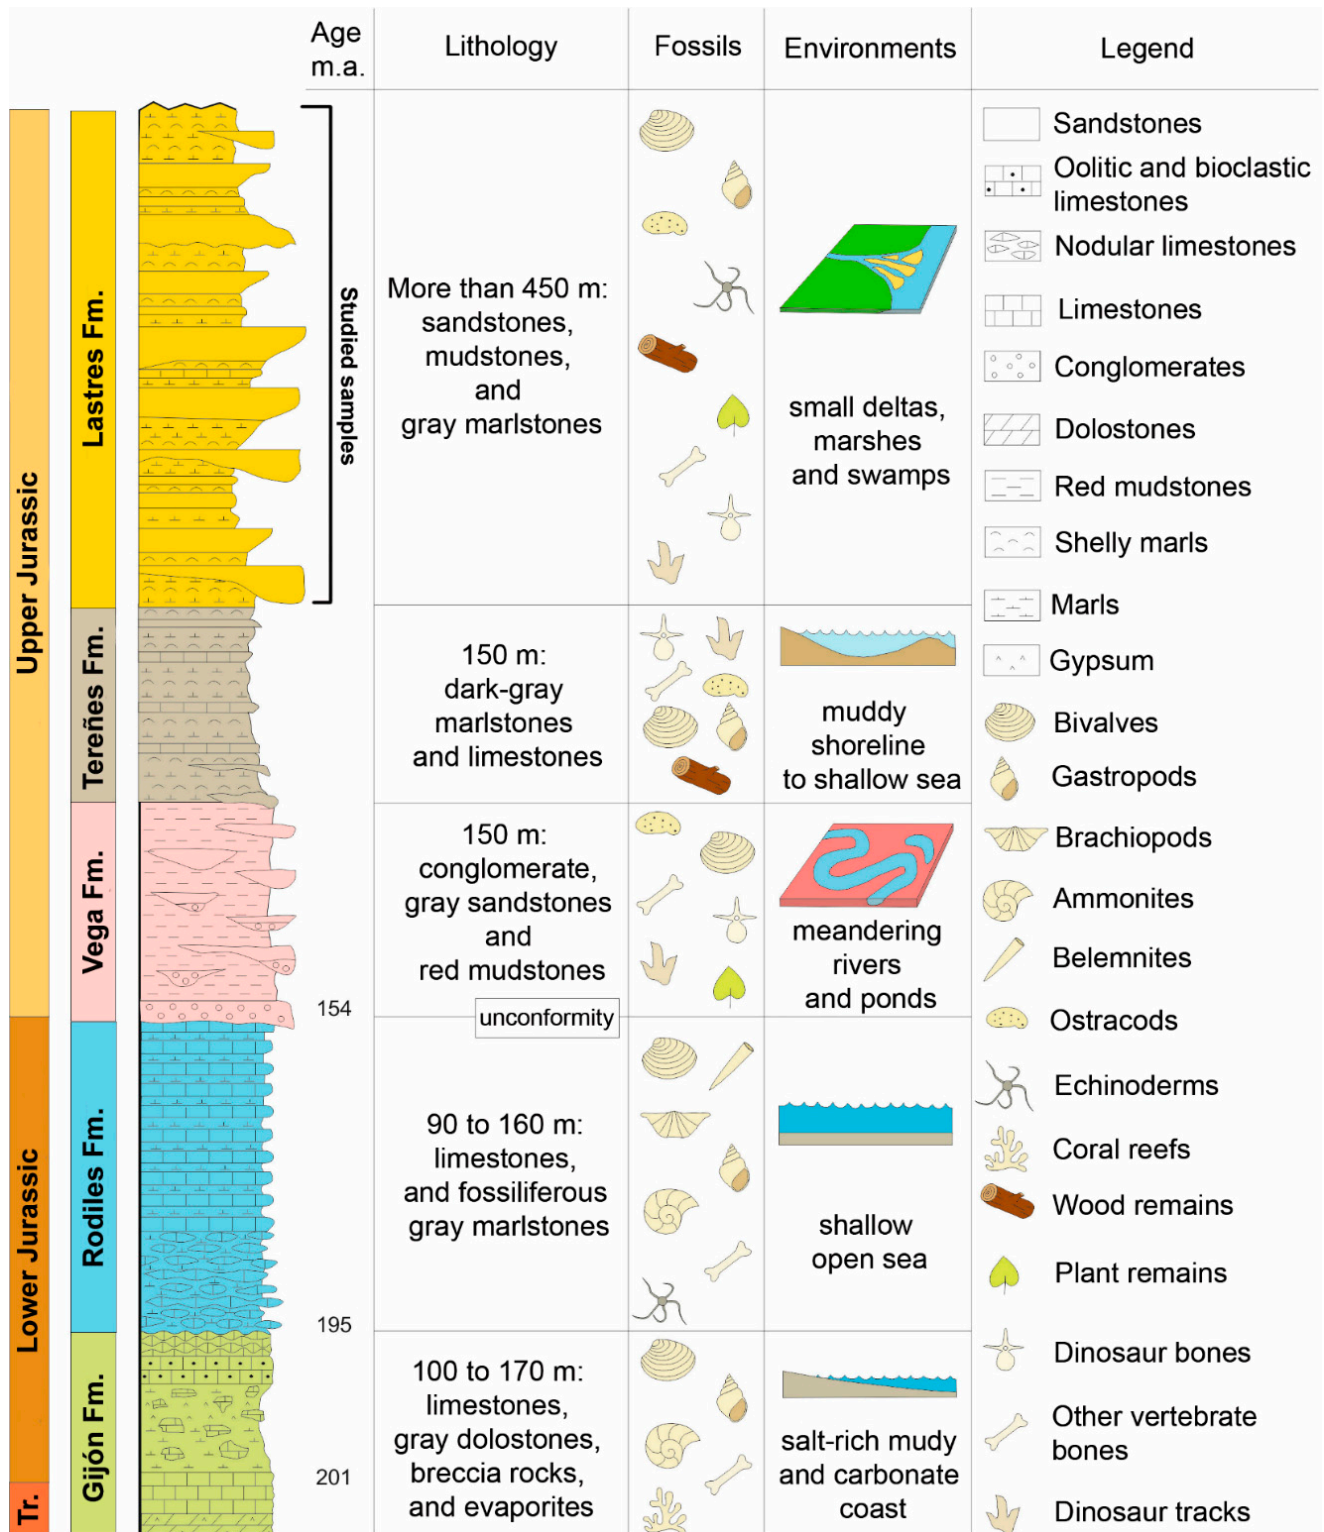 Age
m.a.
Lithology
Fossils
Environments
Legend
Upper Jurassic
Lower Jurassic
Tr.
Lastres Fm.
Tereñes Fm.
Vega Fm.
Rodiles Fm.
Gijón Fm.
Studied samples
154
195
201
More than 450 m:
sandstones,
mudstones,
and
gray marlstones
small deltas,
marshes
and swamps
150 m:
dark-gray
marlstones
and limestones
muddy
shoreline
to shallow sea
150 m:
conglomerate,
gray sandstones
and
red mudstones
meandering
rivers
and ponds
unconformity
90 to 160 m:
limestones,
and fossiliferous
gray marlstones
shallow
open sea
100 to 170 m:
limestones,
gray dolostones,
breccia rocks,
and evaporites
salt-rich mudy
and carbonate
coast
Sandstones
Oolitic and bioclastic
limestones
Nodular limestones
Limestones
Conglomerates
Dolostones
Red mudstones
Shelly marls
Marls
Gypsum
Bivalves
Gastropods
Brachiopods
Ammonites
Belemnites
Ostracods
Echinoderms
Coral reefs
Wood remains
Plant remains
Dinosaur bones
Other vertebrate
bones
Dinosaur tracks